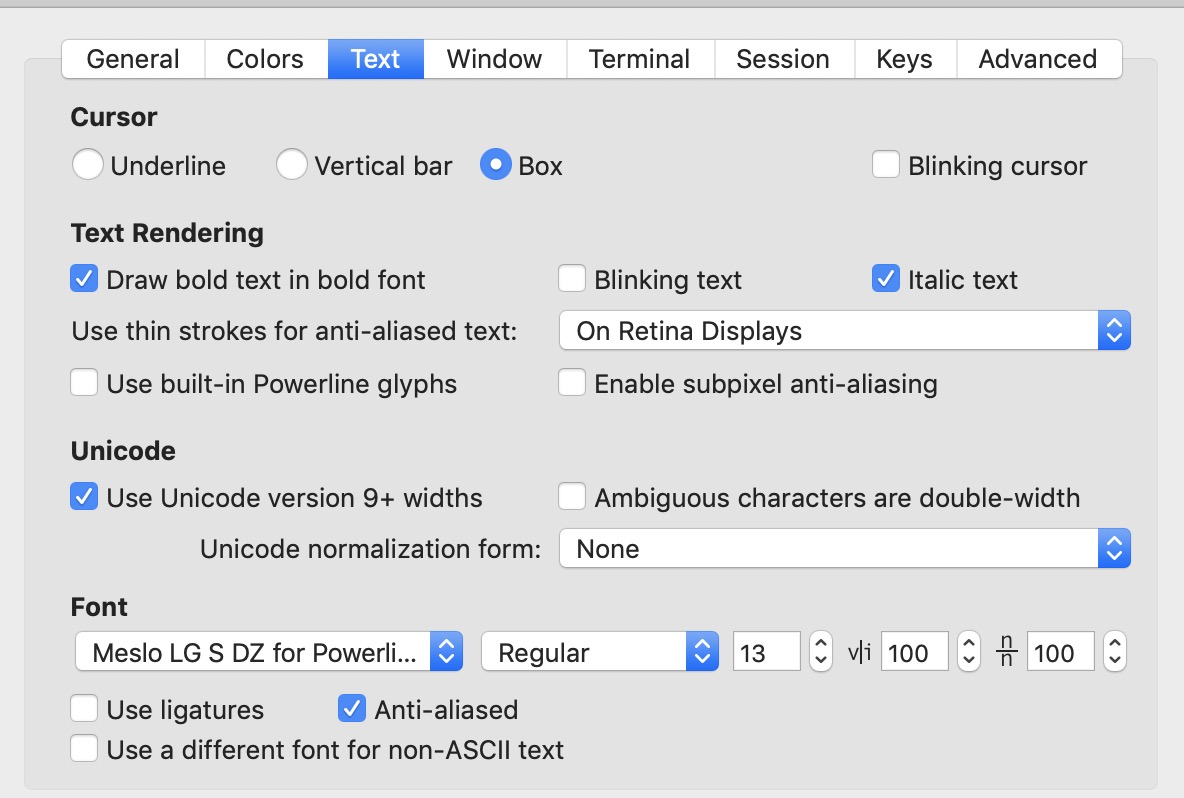 General Colors Text Window Terminal Session Keys Advanced
Cursor
Underline Vertical bar Box Blinking cursor
Text Rendering
Draw bold text in bold font Blinking text Italic text
Use thin strokes for anti-aliased text: On Retina Displays
Use built-in Powerline glyphs Enable subpixel anti-aliasing
Unicode
Use Unicode version 9+ widths Ambiguous characters are double-width
Unicode normalization form: None
Font
Meslo LG S DZ for Powerli... Regular 13 v|i 100 n/n 100
Use ligatures Anti-aliased
Use a different font for non-ASCII text